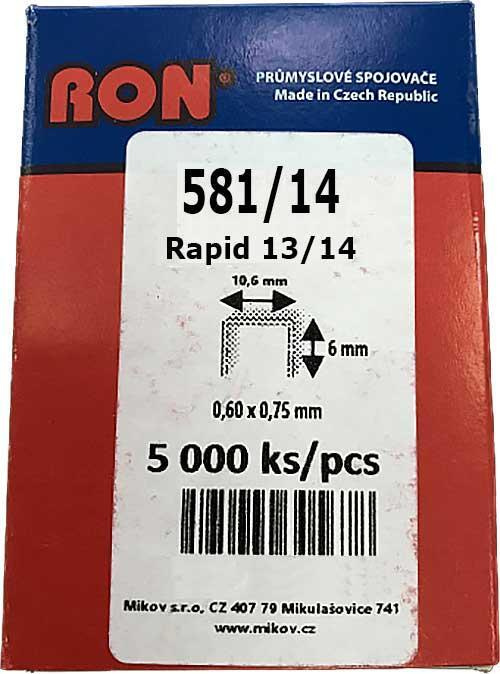 RON®
PRŮMYSLOVÉ SPOJOVAČE
Made in Czech Republic
581/14
Rapid 13/14
10,6 mm
6 mm
0,60 x 0,75 mm
5 000 ks/pcs
Mikov s.r.o, CZ 407 79 Mikulašovice 741
www.mikov.cz